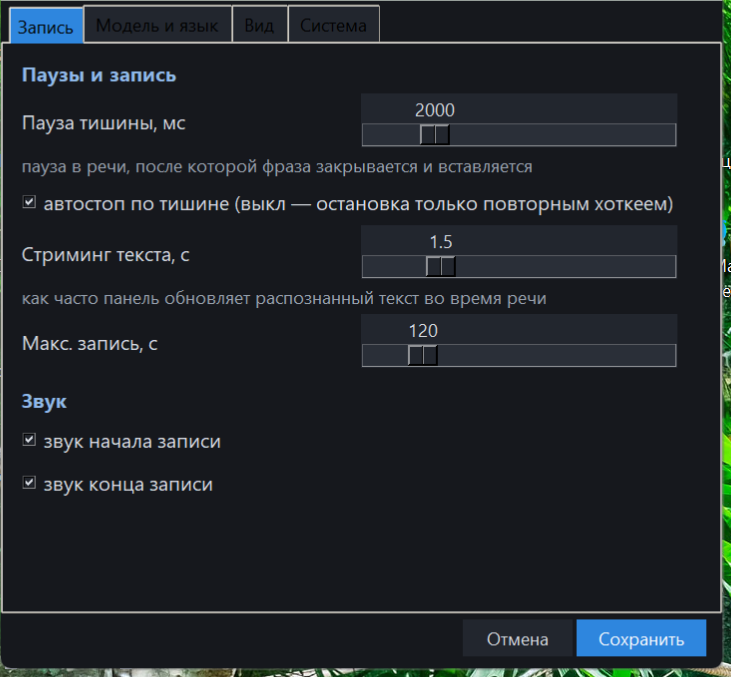 Запись Модель и язык Вид Система
Паузы и запись
2000
Пауза тишины, мс
пауза в речи, после которой фраза закрывается и вставляется
автостоп по тишине (выкл — остановка только повторным хоткеем)
1.5
Стриминг текста, с
как часто панель обновляет распознанный текст во время речи
120
Макс. запись, с
Звук
звук начала записи
звук конца записи
Отмена Сохранить